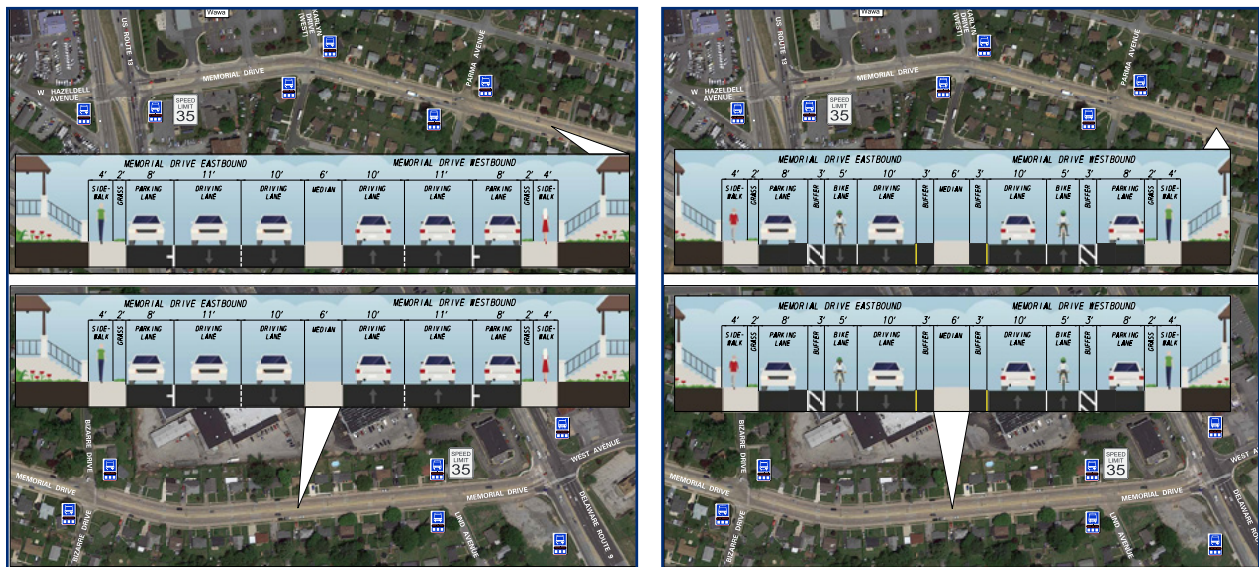 Wawa
US ROUTE 13
KARLYN
DRIVE
(WEST)
PARMA AVENUE
MEMORIAL DRIVE
W HAZELDELL
AVENUE
SPEED
LIMIT
35
MEMORIAL DRIVE EASTBOUND
MEMORIAL DRIVE WESTBOUND
4' 2' 8' 11' 10' 6' 10' 11' 8' 2' 4'
SIDE-
WALK
GRASS
PARKING
LANE
DRIVING
LANE
DRIVING
LANE
MEDIAN
DRIVING
LANE
DRIVING
LANE
PARKING
LANE
GRASS
SIDE-
WALK
MEMORIAL DRIVE EASTBOUND
MEMORIAL DRIVE WESTBOUND
4' 2' 8' 11' 10' 6' 10' 11' 8' 2' 4'
SIDE-
WALK
GRASS
PARKING
LANE
DRIVING
LANE
DRIVING
LANE
MEDIAN
DRIVING
LANE
DRIVING
LANE
PARKING
LANE
GRASS
SIDE-
WALK
BIZARRE DRIVE
MEMORIAL DRIVE
BIZARRE DRIVE
SPEED
LIMIT
35
MEMORIAL DRIVE
LIND AVENUE
WEST AVENUE
DELAWARE ROUTE 9
Wawa
US ROUTE 13
KARLYN
DRIVE
(WEST)
PARMA AVENUE
MEMORIAL DRIVE
W HAZELDELL
AVENUE
SPEED
LIMIT
35
MEMORIAL DRIVE EASTBOUND
MEMORIAL DRIVE WESTBOUND
4' 2' 8' 3' 5' 10' 3' 6' 3' 10' 5' 3' 8' 2' 4'
SIDE-
WALK
GRASS
PARKING
LANE
BUFFER
BIKE
LANE
DRIVING
LANE
BUFFER
MEDIAN
BUFFER
DRIVING
LANE
BIKE
LANE
BUFFER
PARKING
LANE
GRASS
SIDE-
WALK
MEMORIAL DRIVE EASTBOUND
MEMORIAL DRIVE WESTBOUND
4' 2' 8' 3' 5' 10' 3' 6' 3' 10' 5' 3' 8' 2' 4'
SIDE-
WALK
GRASS
PARKING
LANE
BUFFER
BIKE
LANE
DRIVING
LANE
BUFFER
MEDIAN
BUFFER
DRIVING
LANE
BIKE
LANE
BUFFER
PARKING
LANE
GRASS
SIDE-
WALK
BIZARRE DRIVE
MEMORIAL DRIVE
BIZARRE DRIVE
SPEED
LIMIT
35
MEMORIAL DRIVE
LIND AVENUE
WEST A
DELAWARE ROU